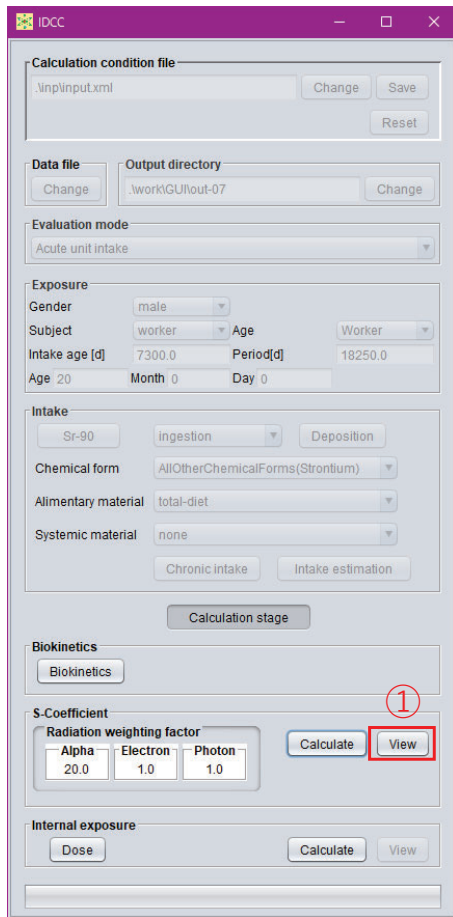 IDCC
Calculation condition file
.\inp\input.xml Change Save
Reset
Data file Output directory
Change .\work\GUI\out-07 Change
Evaluation mode
Acute unit intake
Exposure
Gender male
Subject worker Age Worker
Intake age [d] 7300.0 Period[d] 18250.0
Age 20 Month 0 Day 0
Intake
Sr-90 ingestion Deposition
Chemical form AllOtherChemicalForms(Strontium)
Alimentary material total-diet
Systemic material none
Chronic intake Intake estimation
Calculation stage
Biokinetics
Biokinetics
①
S-Coefficient
Radiation weighting factor
Alpha Electron Photon Calculate View
20.0 1.0 1.0
Internal exposure
Dose Calculate View